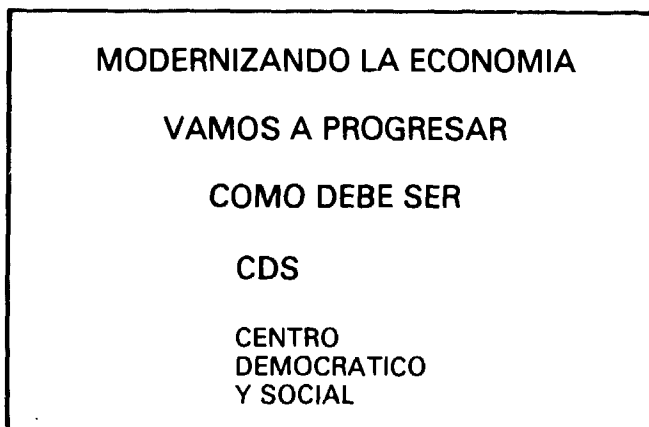 MODERNIZANDO LA ECONOMIA
VAMOS A PROGRESAR
COMO DEBE SER
CDS
CENTRO
DEMOCRATICO
Y SOCIAL